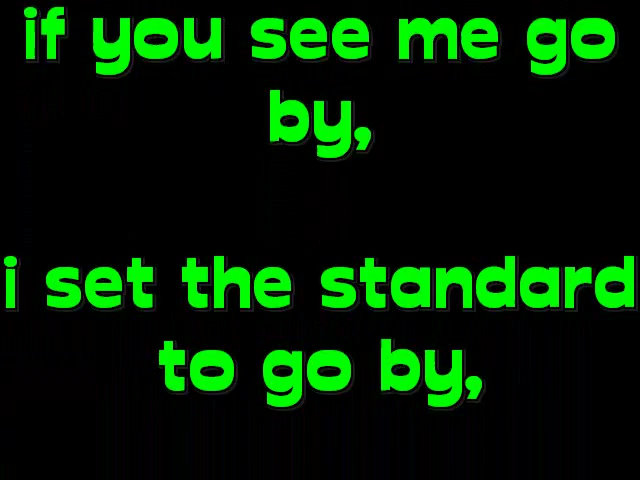 if you see me go
by,
i set the standard
to go by,